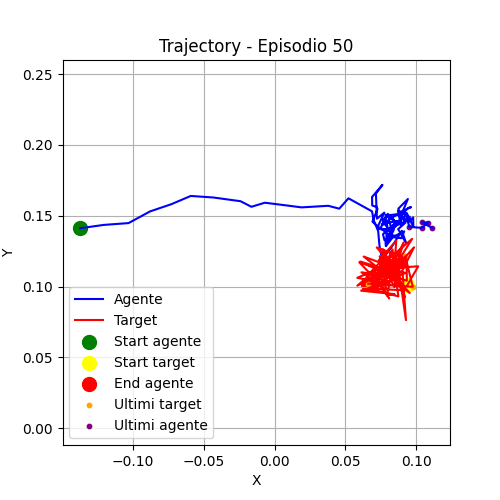 Trajectory - Episodio 50
0.25
0.20
0.15
0.10
0.05
0.00
Y
Agente
Target
Start agente
Start target
End agente
Ultimi target
Ultimi agente
−0.10
−0.05
0.00
0.05
0.10
X